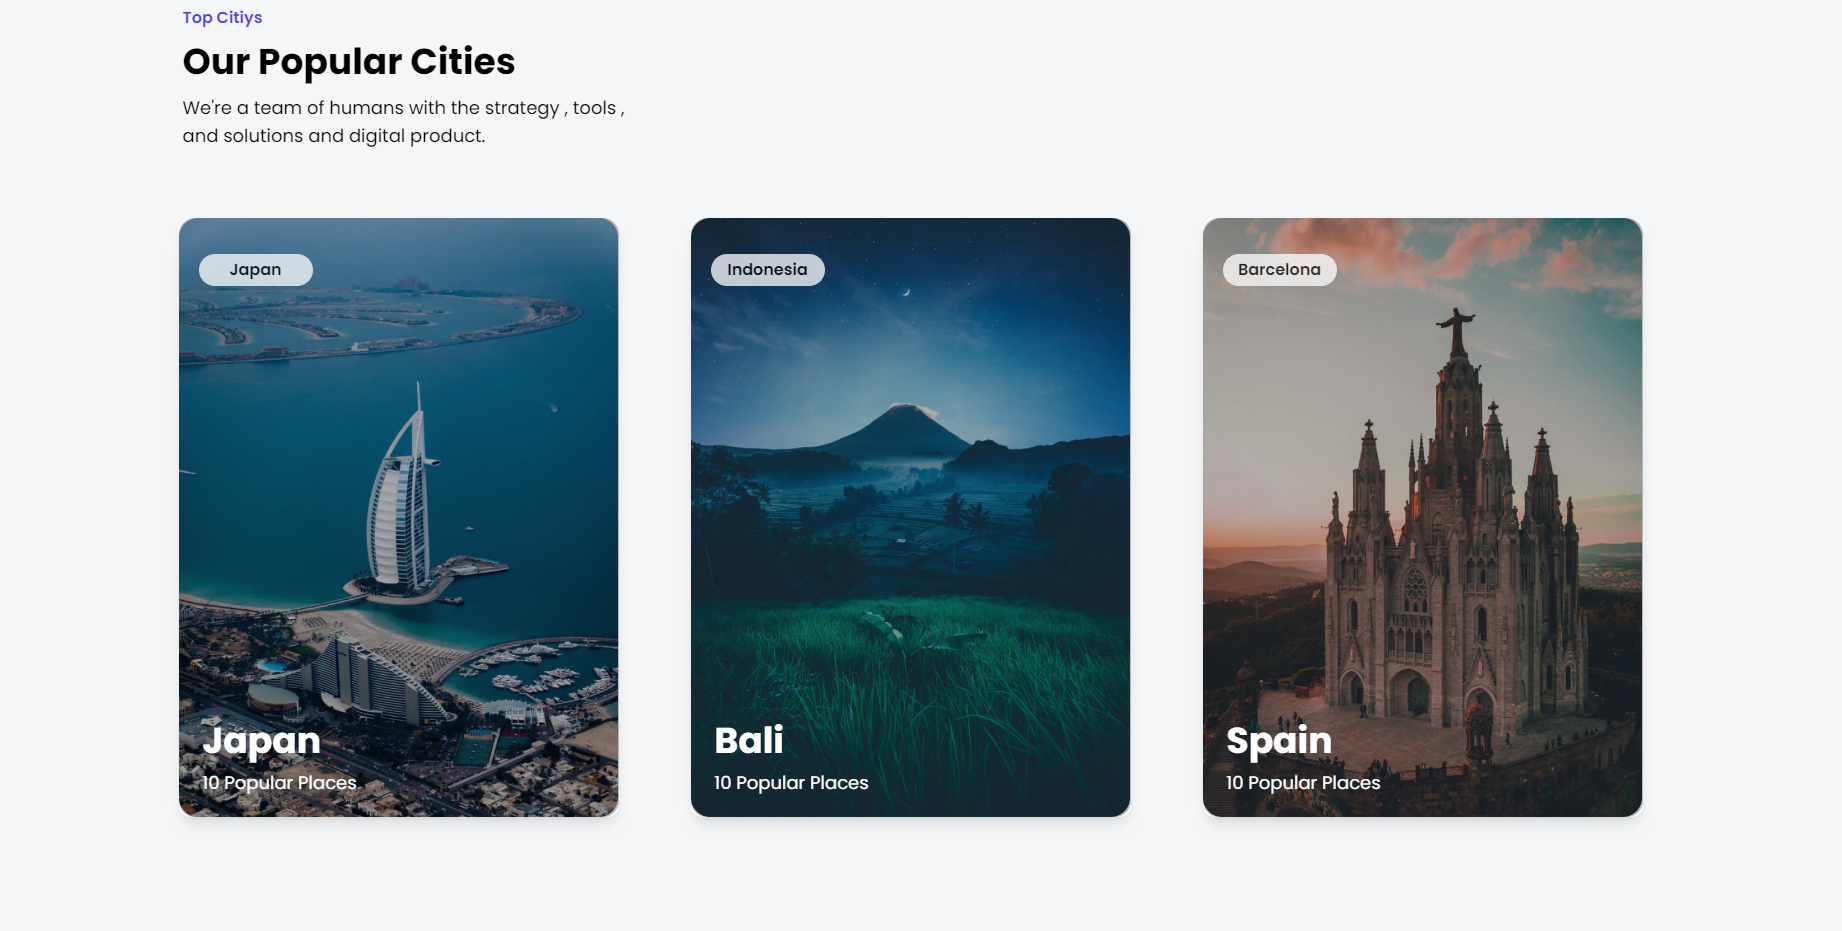 Top Citiys
Our Popular Cities
We're a team of humans with the strategy , tools ,
and solutions and digital product.
Japan
Japan
10 Popular Places
Indonesia
Bali
10 Popular Places
Barcelona
Spain
10 Popular Places